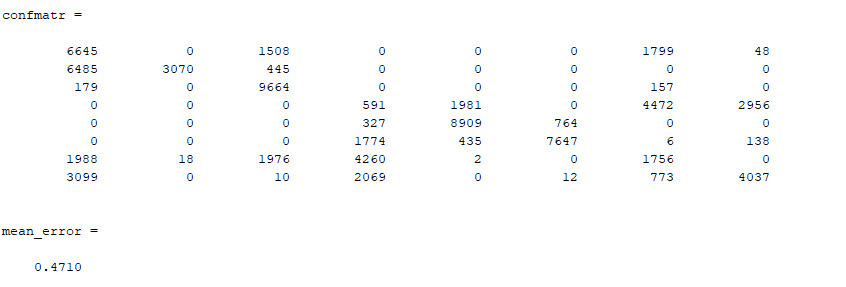 confmatr =
6645 0 1508 0 0 0 1799 48
6485 3070 445 0 0 0 0 0
179 0 9664 0 0 0 157 0
0 0 0 591 1981 0 4472 2956
0 0 0 327 8909 764 0 0
0 0 0 1774 435 7647 6 138
1988 18 1976 4260 2 0 1756 0
3099 0 10 2069 0 12 773 4037
mean_error =
0.4710